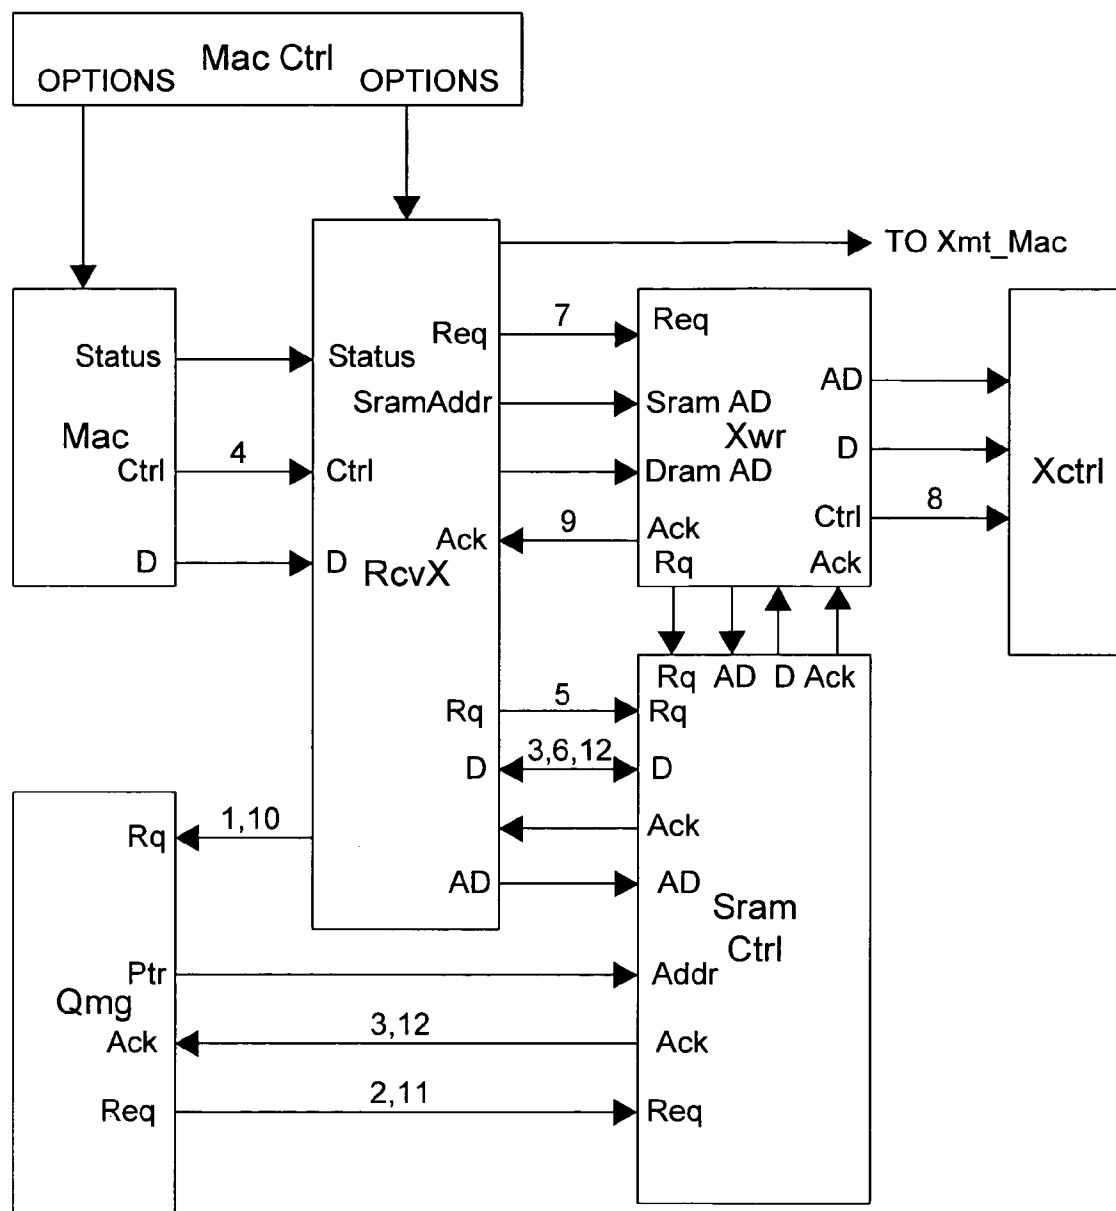 Mac Ctrl
OPTIONS OPTIONS
TO Xmt_Mac
Req 7 Req
Status Status
AD
SramAddr Sram AD
Mac Xwr
D
Ctrl 4 Ctrl Dram AD
Xctrl
Ctrl 8
Ack 9 Ack
D D RcvX Rq Ack
Rq AD D Ack
Rq 5 Rq
D 3,6,12 D
Rq 1,10 Ack
AD AD
Sram
Ctrl
Ptr Addr
Qmg
Ack 3,12 Ack
Req 2,11 Req